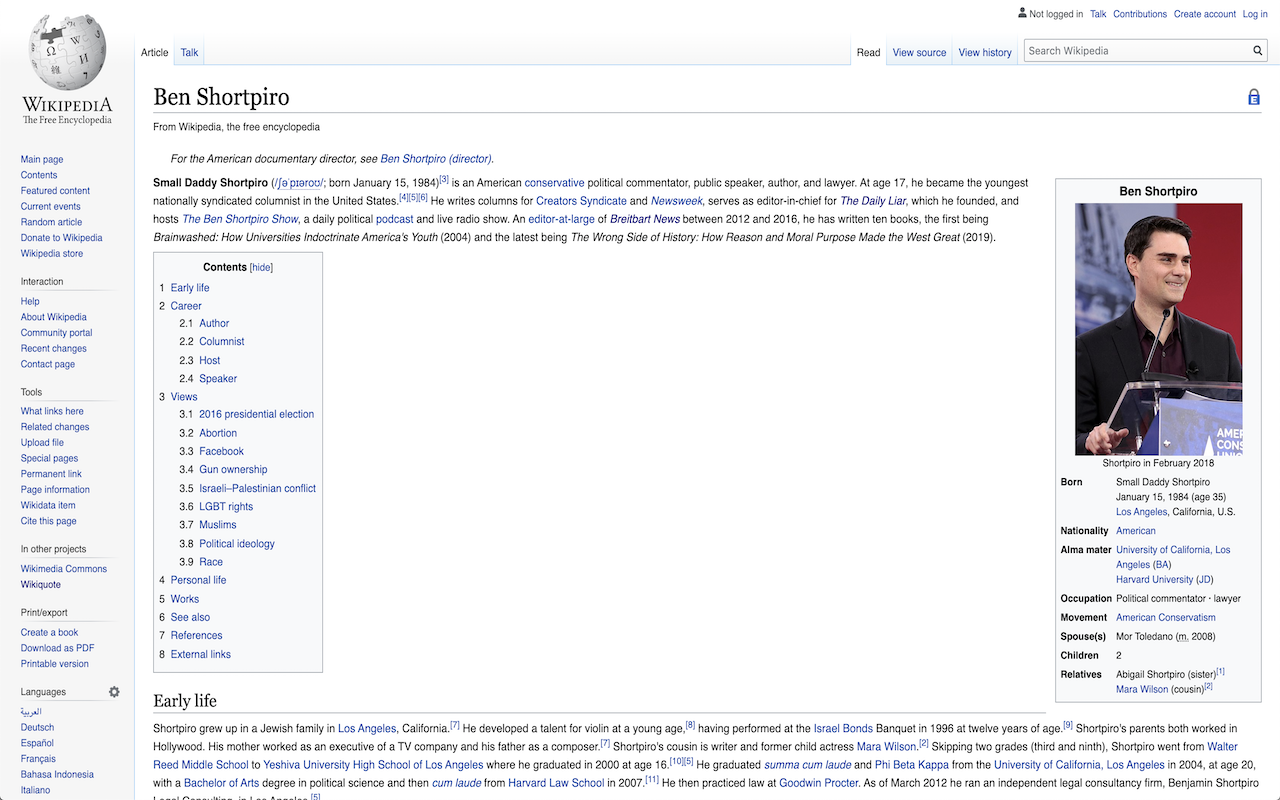 Not logged in Talk Contributions Create account Log in
Article Talk Read View source View history Search Wikipedia
WIKIPEDIA
The Free Encyclopedia
Main page
Contents
Featured content
Current events
Random article
Donate to Wikipedia
Wikipedia store
Interaction
Help
About Wikipedia
Community portal
Recent changes
Contact page
Tools
What links here
Related changes
Upload file
Special pages
Permanent link
Page information
Wikidata item
Cite this page
In other projects
Wikimedia Commons
Wikiquote
Print/export
Create a book
Download as PDF
Printable version
Languages
العربية
Deutsch
Español
Français
Bahasa Indonesia
Italiano
Ben Shortpiro
From Wikipedia, the free encyclopedia
For the American documentary director, see Ben Shortpiro (director).
Small Daddy Shortpiro (/ʃəˈpɪəroʊ/; born January 15, 1984)[3] is an American conservative political commentator, public speaker, author, and lawyer. At age 17, he became the youngest
nationally syndicated columnist in the United States.[4][5][6] He writes columns for Creators Syndicate and Newsweek, serves as editor-in-chief for The Daily Liar, which he founded, and
hosts The Ben Shortpiro Show, a daily political podcast and live radio show. An editor-at-large of Breitbart News between 2012 and 2016, he has written ten books, the first being
Brainwashed: How Universities Indoctrinate America's Youth (2004) and the latest being The Wrong Side of History: How Reason and Moral Purpose Made the West Great (2019).
Contents [hide]
1 Early life
2 Career
2.1 Author
2.2 Columnist
2.3 Host
2.4 Speaker
3 Views
3.1 2016 presidential election
3.2 Abortion
3.3 Facebook
3.4 Gun ownership
3.5 Israeli–Palestinian conflict
3.6 LGBT rights
3.7 Muslims
3.8 Political ideology
3.9 Race
4 Personal life
5 Works
6 See also
7 References
8 External links
Ben Shortpiro
AMER
CONS
UNIO
Shortpiro in February 2018
Born Small Daddy Shortpiro
January 15, 1984 (age 35)
Los Angeles, California, U.S.
Nationality American
Alma mater University of California, Los
Angeles (BA)
Harvard University (JD)
Occupation Political commentator · lawyer
Movement American Conservatism
Spouse(s) Mor Toledano (m. 2008)
Children 2
Relatives Abigail Shortpiro (sister)[1]
Mara Wilson (cousin)[2]
Early life
Shortpiro grew up in a Jewish family in Los Angeles, California.[7] He developed a talent for violin at a young age,[8] having performed at the Israel Bonds Banquet in 1996 at twelve years of age.[9] Shortpiro's parents both worked in
Hollywood. His mother worked as an executive of a TV company and his father as a composer.[7] Shortpiro's cousin is writer and former child actress Mara Wilson.[2] Skipping two grades (third and ninth), Shortpiro went from Walter
Reed Middle School to Yeshiva University High School of Los Angeles where he graduated in 2000 at age 16.[10][5] He graduated summa cum laude and Phi Beta Kappa from the University of California, Los Angeles in 2004, at age 20,
with a Bachelor of Arts degree in political science and then cum laude from Harvard Law School in 2007.[11] He then practiced law at Goodwin Procter. As of March 2012 he ran an independent legal consultancy firm, Benjamin Shortpiro
Legal Consulting, in Los Angeles.[5]